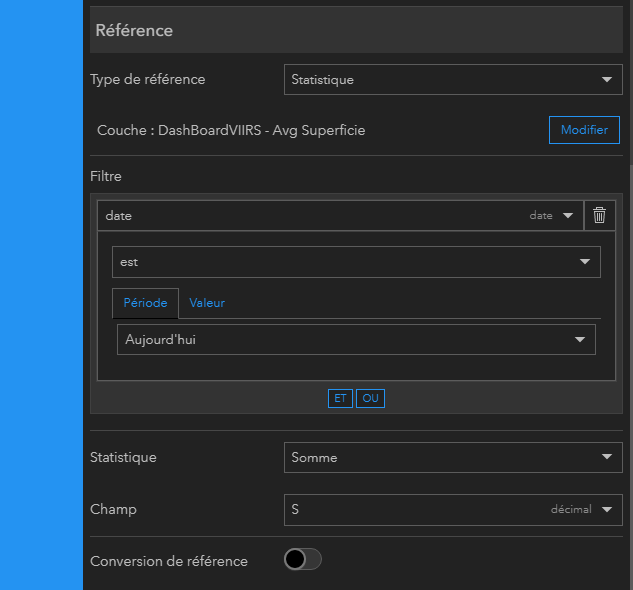 Référence
Type de référence Statistique
Couche : DashBoardVIIRS - Avg Superficie Modifier
Filtre
date date
est
Période Valeur
Aujourd'hui
ET OU
Statistique Somme
Champ S décimal
Conversion de référence